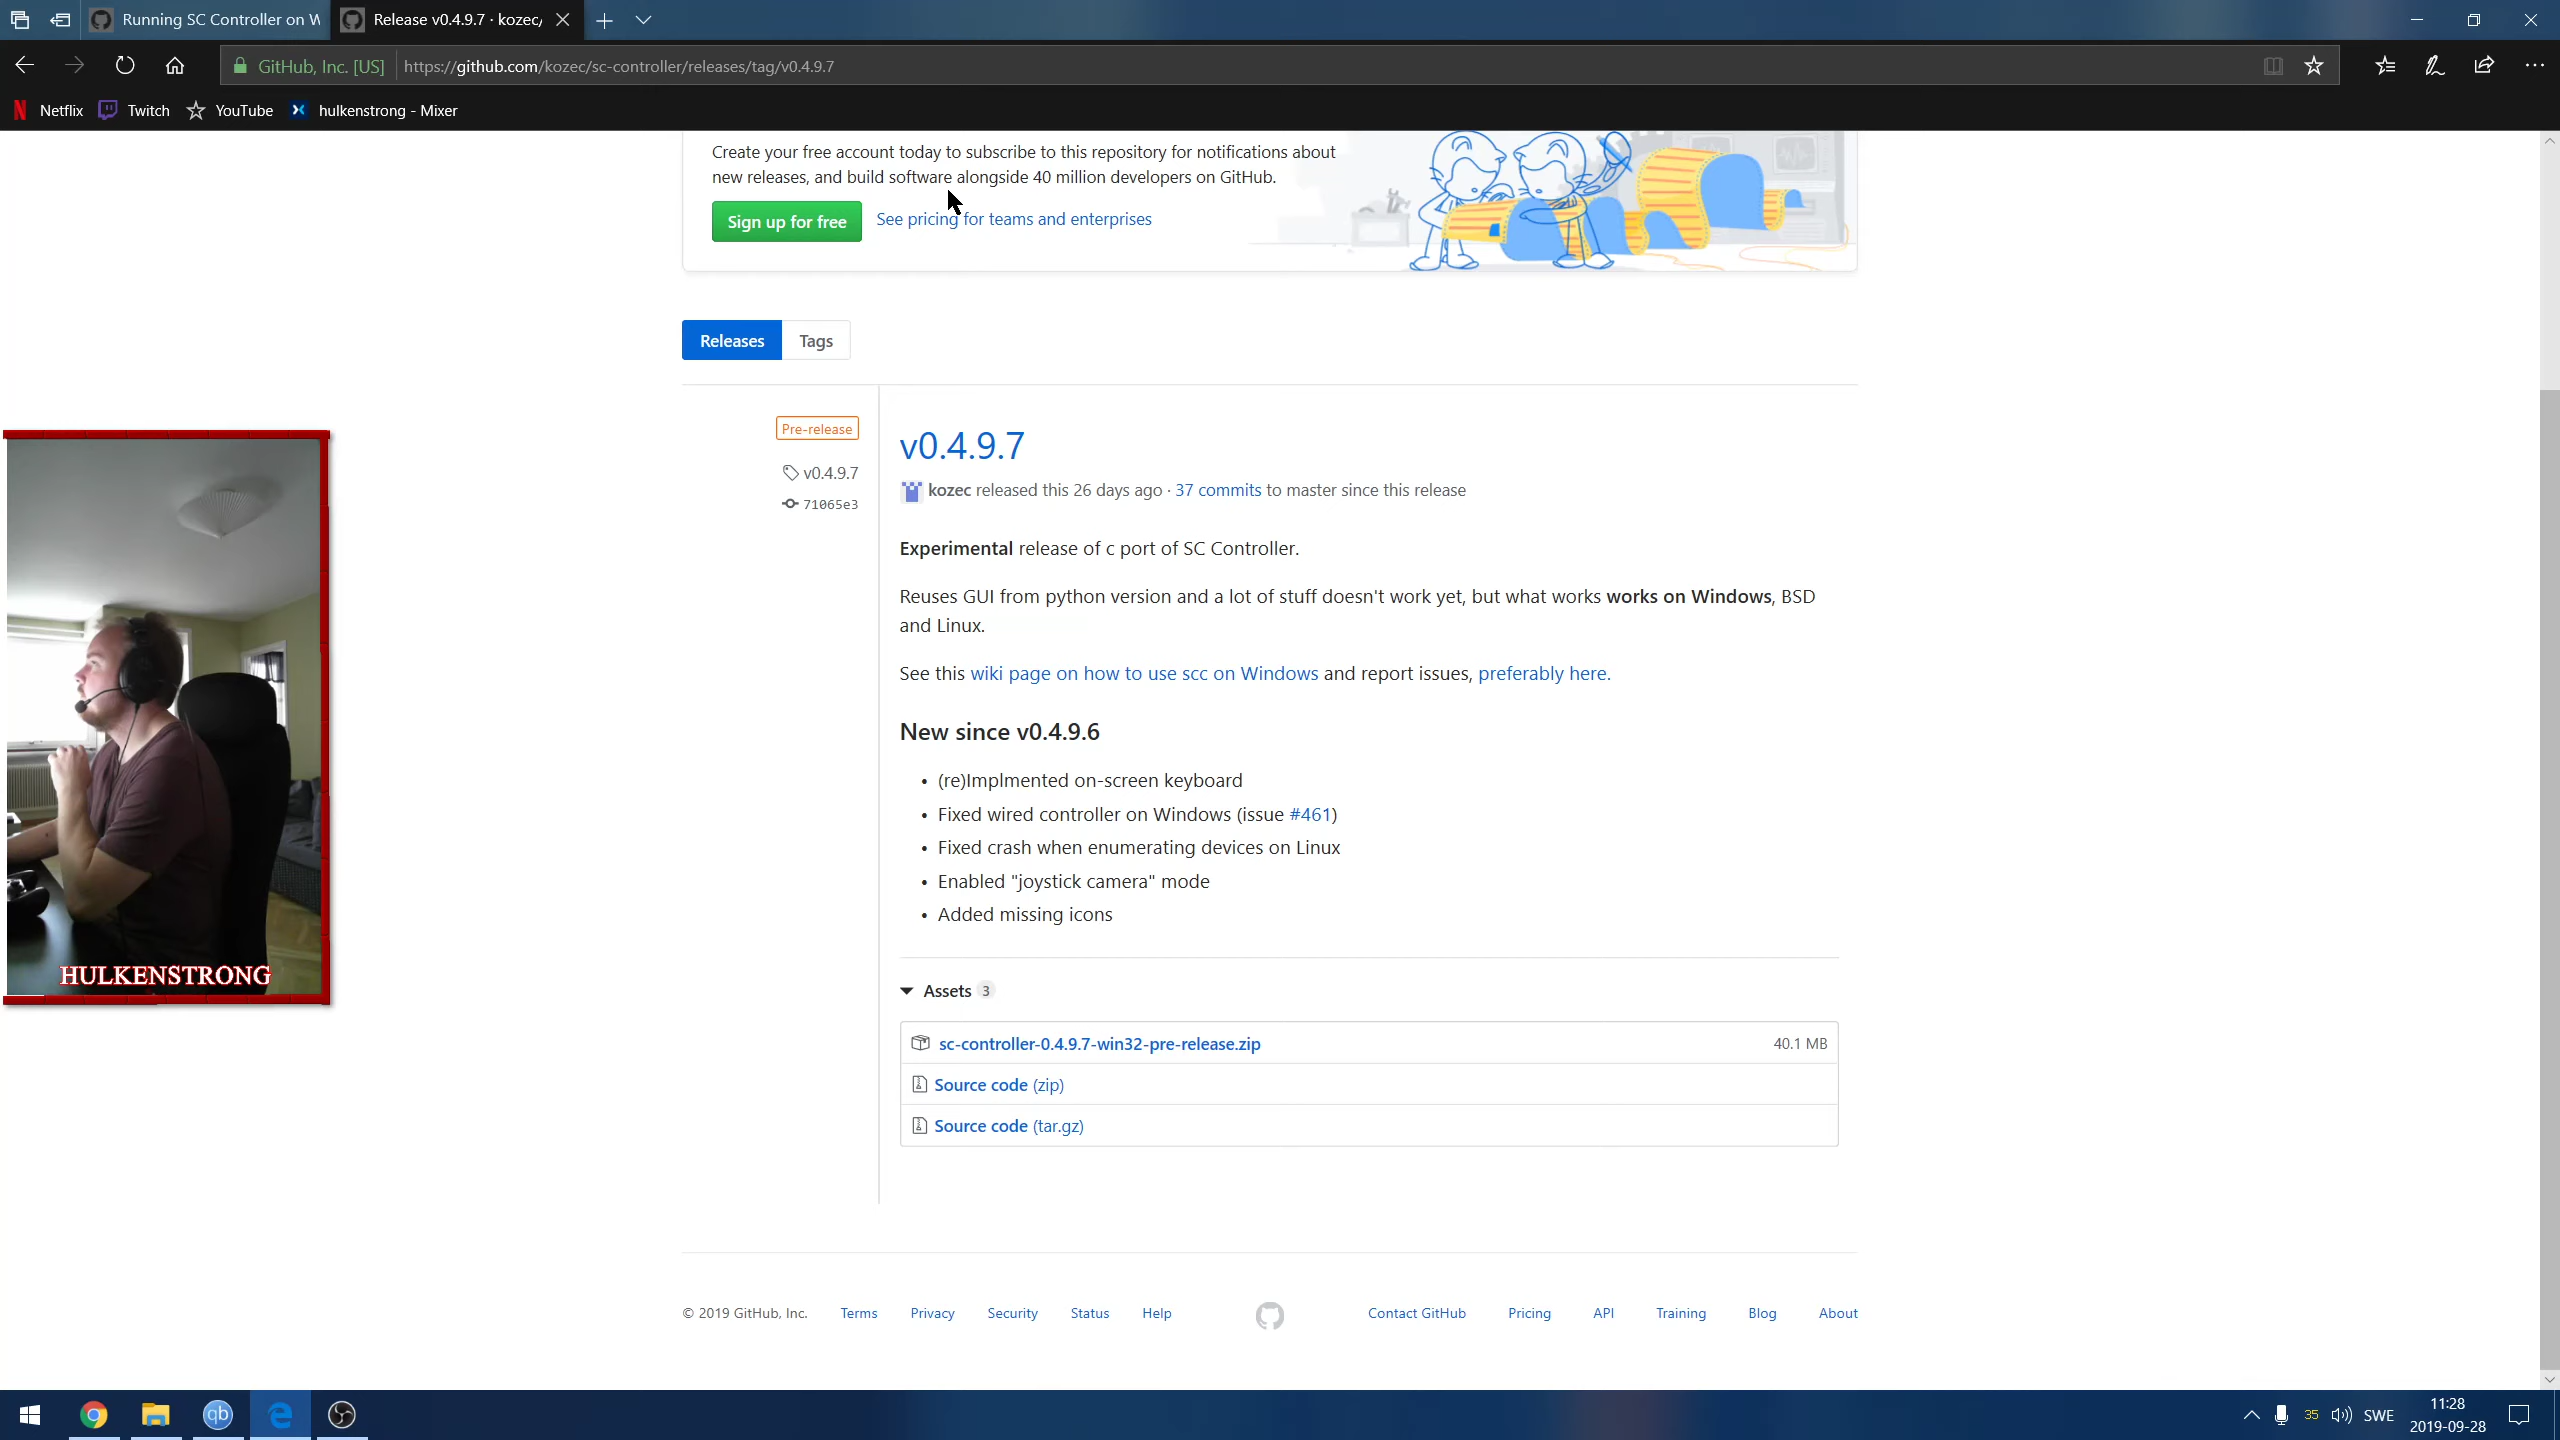 Running SC Controller on W
Release v0.4.9.7 · kozec/
GitHub, Inc. [US]
https://github.com/kozec/sc-controller/releases/tag/v0.4.9.7
Netflix
Twitch
YouTube
hulkenstrong - Mixer
Create your free account today to subscribe to this repository for notifications about
new releases, and build software alongside 40 million developers on GitHub.
Sign up for free
See pricing for teams and enterprises
Releases
Tags
Pre-release
v0.4.9.7
71065e3
v0.4.9.7
kozec released this 26 days ago · 37 commits to master since this release
Experimental release of c port of SC Controller.
Reuses GUI from python version and a lot of stuff doesn't work yet, but what works works on Windows, BSD
and Linux.
See this wiki page on how to use scc on Windows and report issues, preferably here.
New since v0.4.9.6
• (re)Implmented on-screen keyboard
• Fixed wired controller on Windows (issue #461)
• Fixed crash when enumerating devices on Linux
• Enabled "joystick camera" mode
• Added missing icons
Assets 3
sc-controller-0.4.9.7-win32-pre-release.zip
40.1 MB
Source code (zip)
Source code (tar.gz)
HULKENSTRONG
© 2019 GitHub, Inc.
Terms
Privacy
Security
Status
Help
Contact GitHub
Pricing
API
Training
Blog
About
qb
35
SWE
11:28
2019-09-28